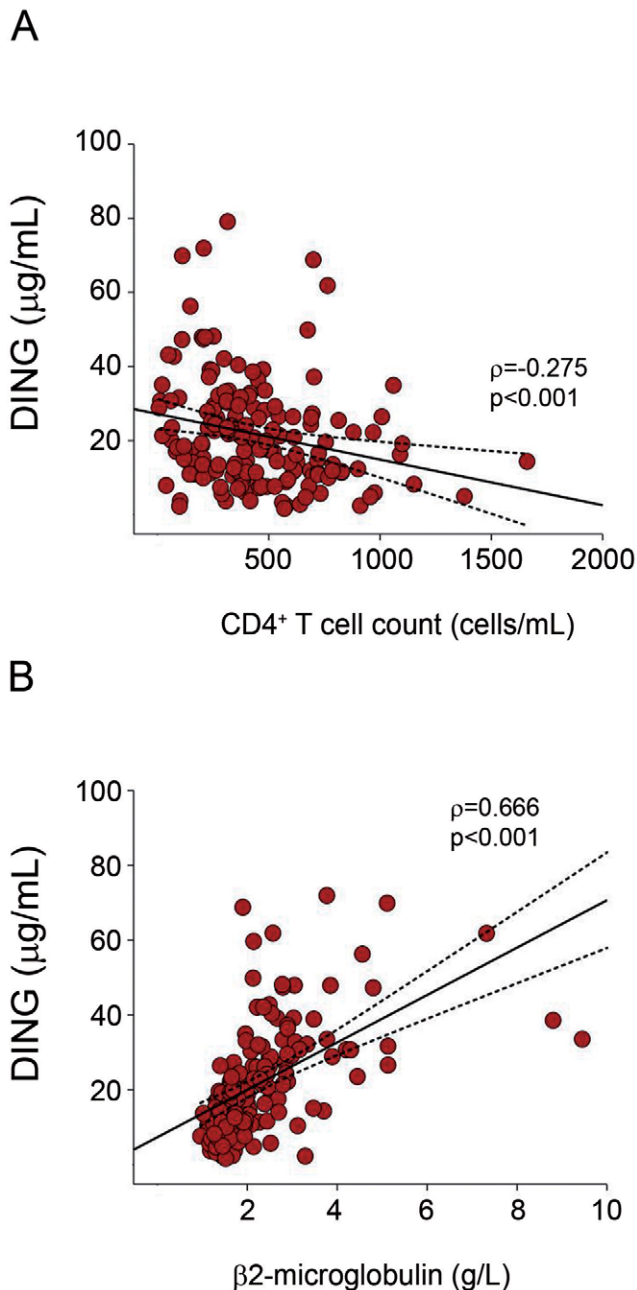 A
100
80
60
40
20
DING (μg/mL)
ρ=-0.275
p<0.001
500
1000
1500
2000
CD4⁺ T cell count (cells/mL)
B
100
80
60
40
20
DING (μg/mL)
ρ=0.666
p<0.001
2
4
6
8
10
β2-microglobulin (g/L)